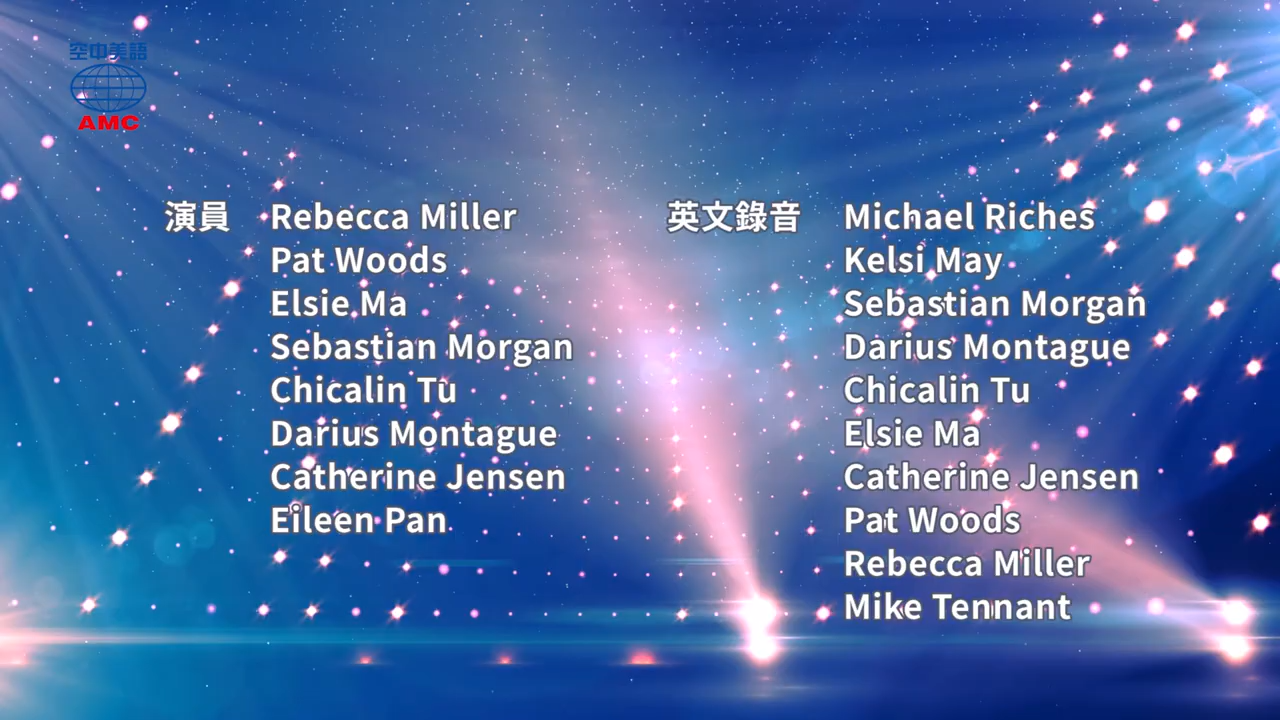 空中美語
AMC
演員 Rebecca Miller
Pat Woods
Elsie Ma
Sebastian Morgan
Chicalin Tu
Darius Montague
Catherine Jensen
Eileen Pan
英文錄音 Michael Riches
Kelsi May
Sebastian Morgan
Darius Montague
Chicalin Tu
Elsie Ma
Catherine Jensen
Pat Woods
Rebecca Miller
Mike Tennant